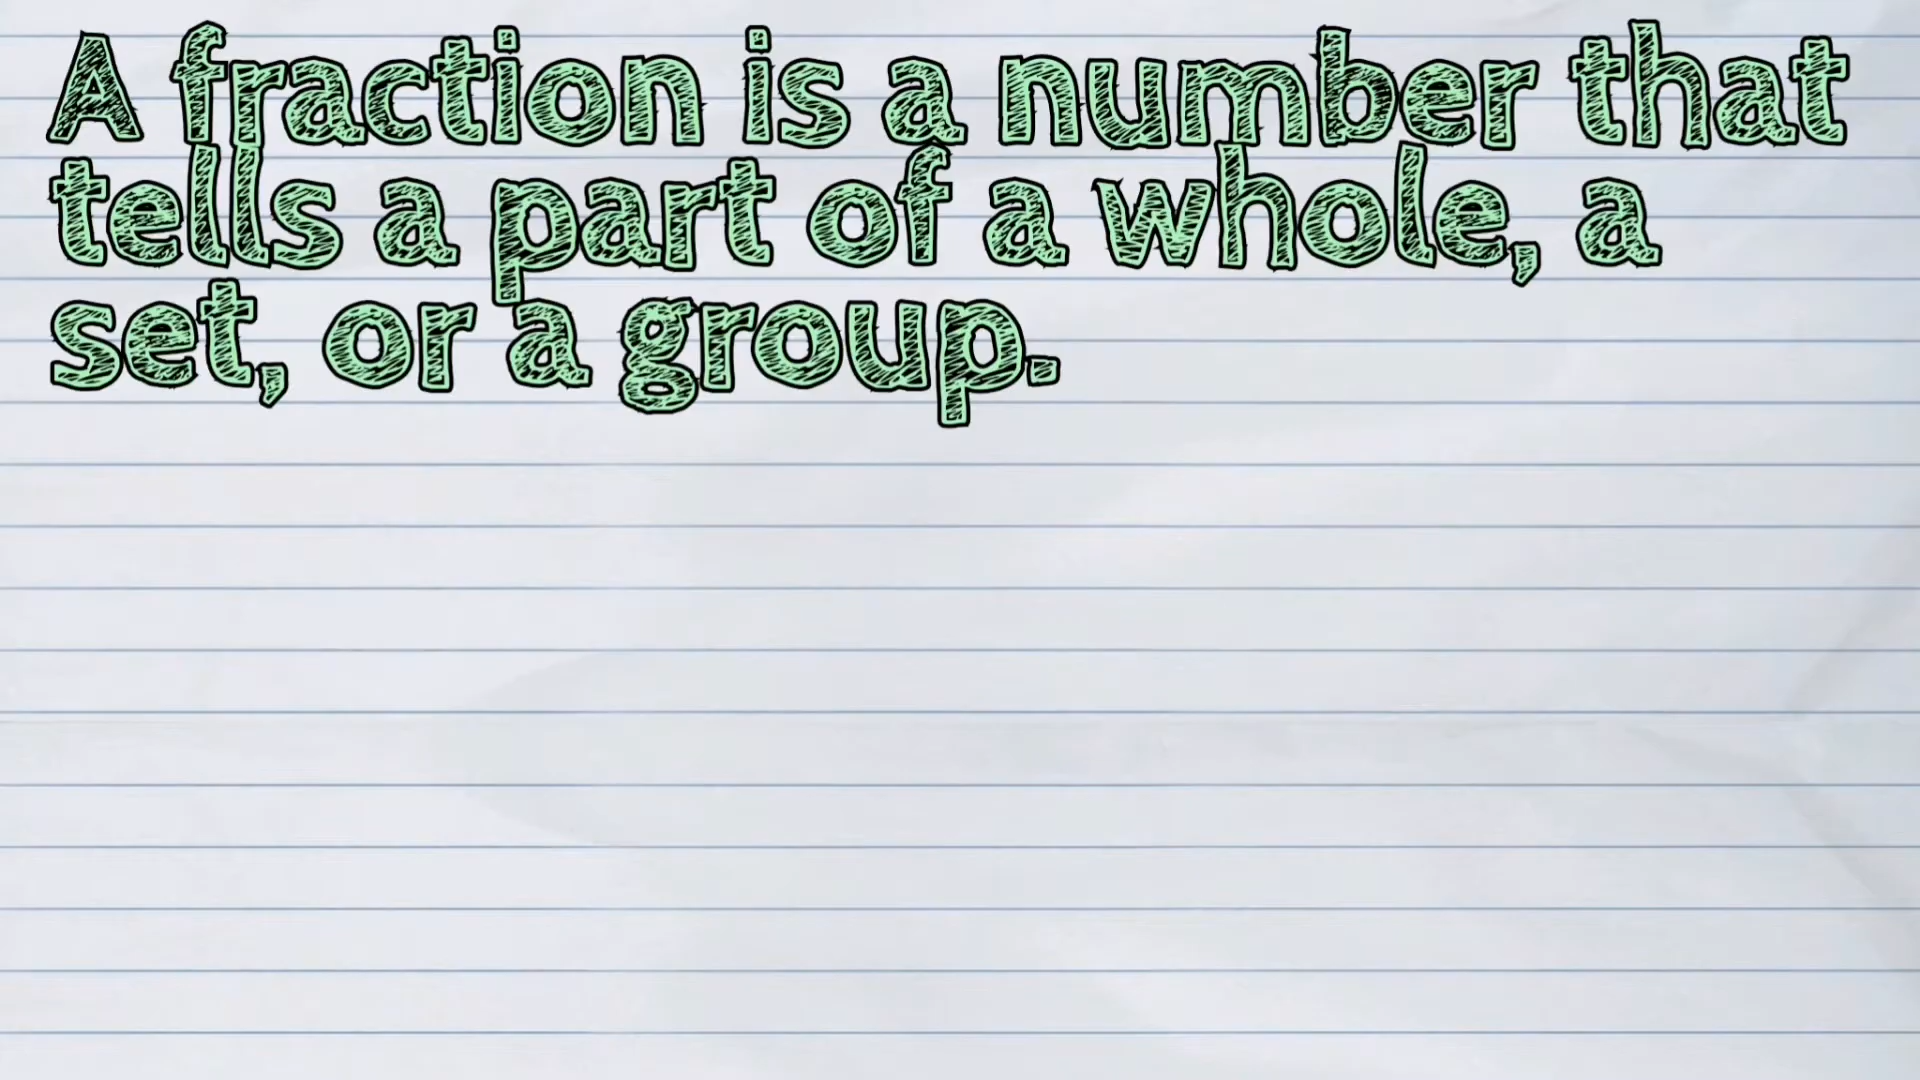 A fraction is a number that
tells a part of a whole, a
set, or a group.